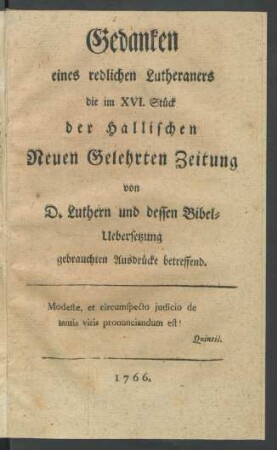 Gedanken
eines redlichen Lutheraners
die im XVI. Stück
der Hallischen
Neuen Gelehrten Zeitung
von
D. Luthern und dessen Bibel-
Uebersetzung
gebrauchten Ausdrücke betreffend.
Modeste, et circumspecto judicio de
tantis viris pronunciandum est!
Quintil.
1766.